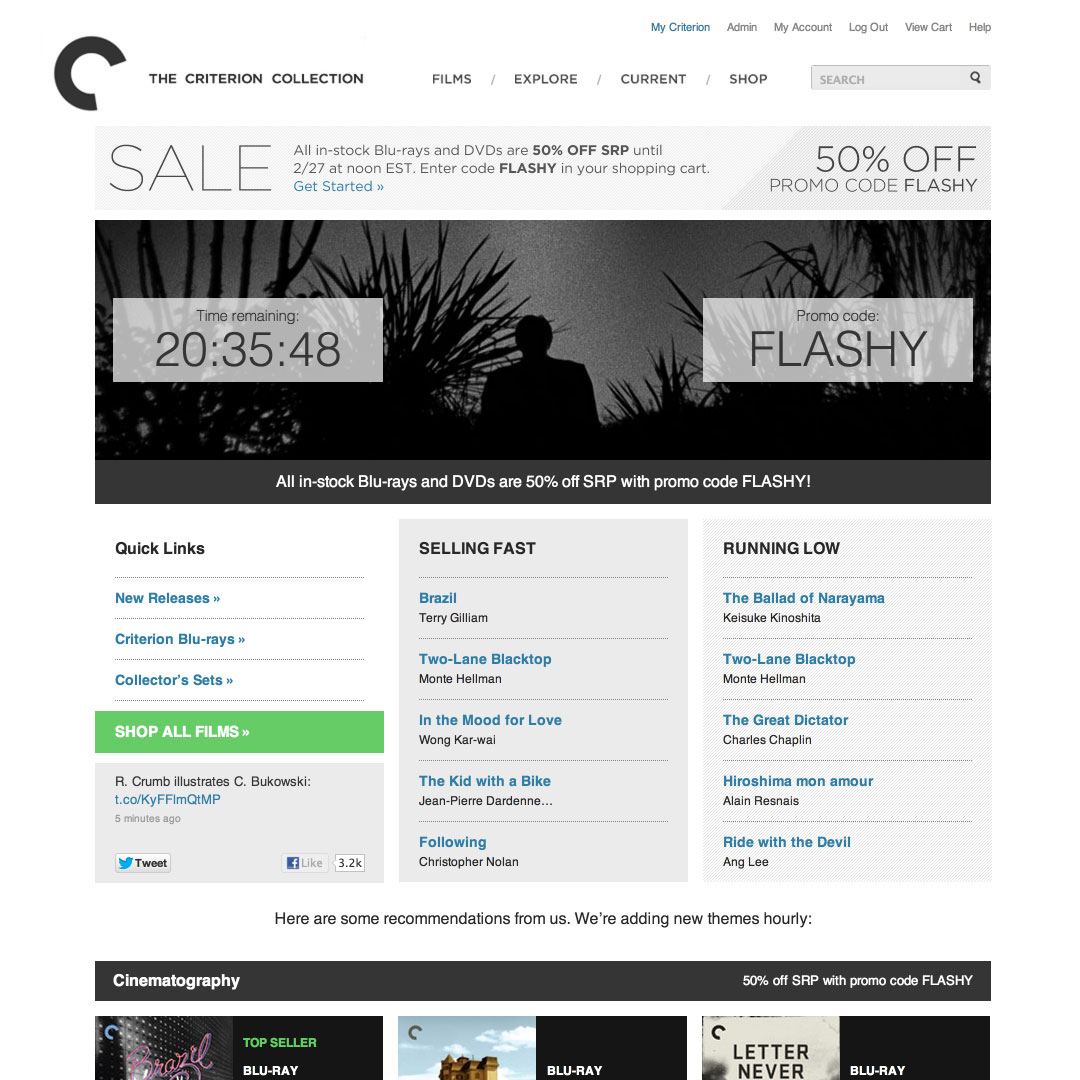 My Criterion Admin My Account Log Out View Cart Help
THE CRITERION COLLECTION
FILMS / EXPLORE / CURRENT / SHOP
SEARCH
SALE
All in-stock Blu-rays and DVDs are 50% OFF SRP until
2/27 at noon EST. Enter code FLASHY in your shopping cart.
Get Started »
50% OFF
PROMO CODE FLASHY
Time remaining:
20:35:48
Promo code:
FLASHY
All in-stock Blu-rays and DVDs are 50% off SRP with promo code FLASHY!
Quick Links
New Releases »
Criterion Blu-rays »
Collector’s Sets »
SHOP ALL FILMS »
R. Crumb illustrates C. Bukowski:
t.co/KyFFlmQtMP
5 minutes ago
Tweet
Like 3.2k
SELLING FAST
Brazil
Terry Gilliam
Two-Lane Blacktop
Monte Hellman
In the Mood for Love
Wong Kar-wai
The Kid with a Bike
Jean-Pierre Dardenne…
Following
Christopher Nolan
RUNNING LOW
The Ballad of Narayama
Keisuke Kinoshita
Two-Lane Blacktop
Monte Hellman
The Great Dictator
Charles Chaplin
Hiroshima mon amour
Alain Resnais
Ride with the Devil
Ang Lee
Here are some recommendations from us. We’re adding new themes hourly:
Cinematography
50% off SRP with promo code FLASHY
Brazil
TOP SELLER
BLU-RAY
BLU-RAY
LETTER
NEVER
BLU-RAY